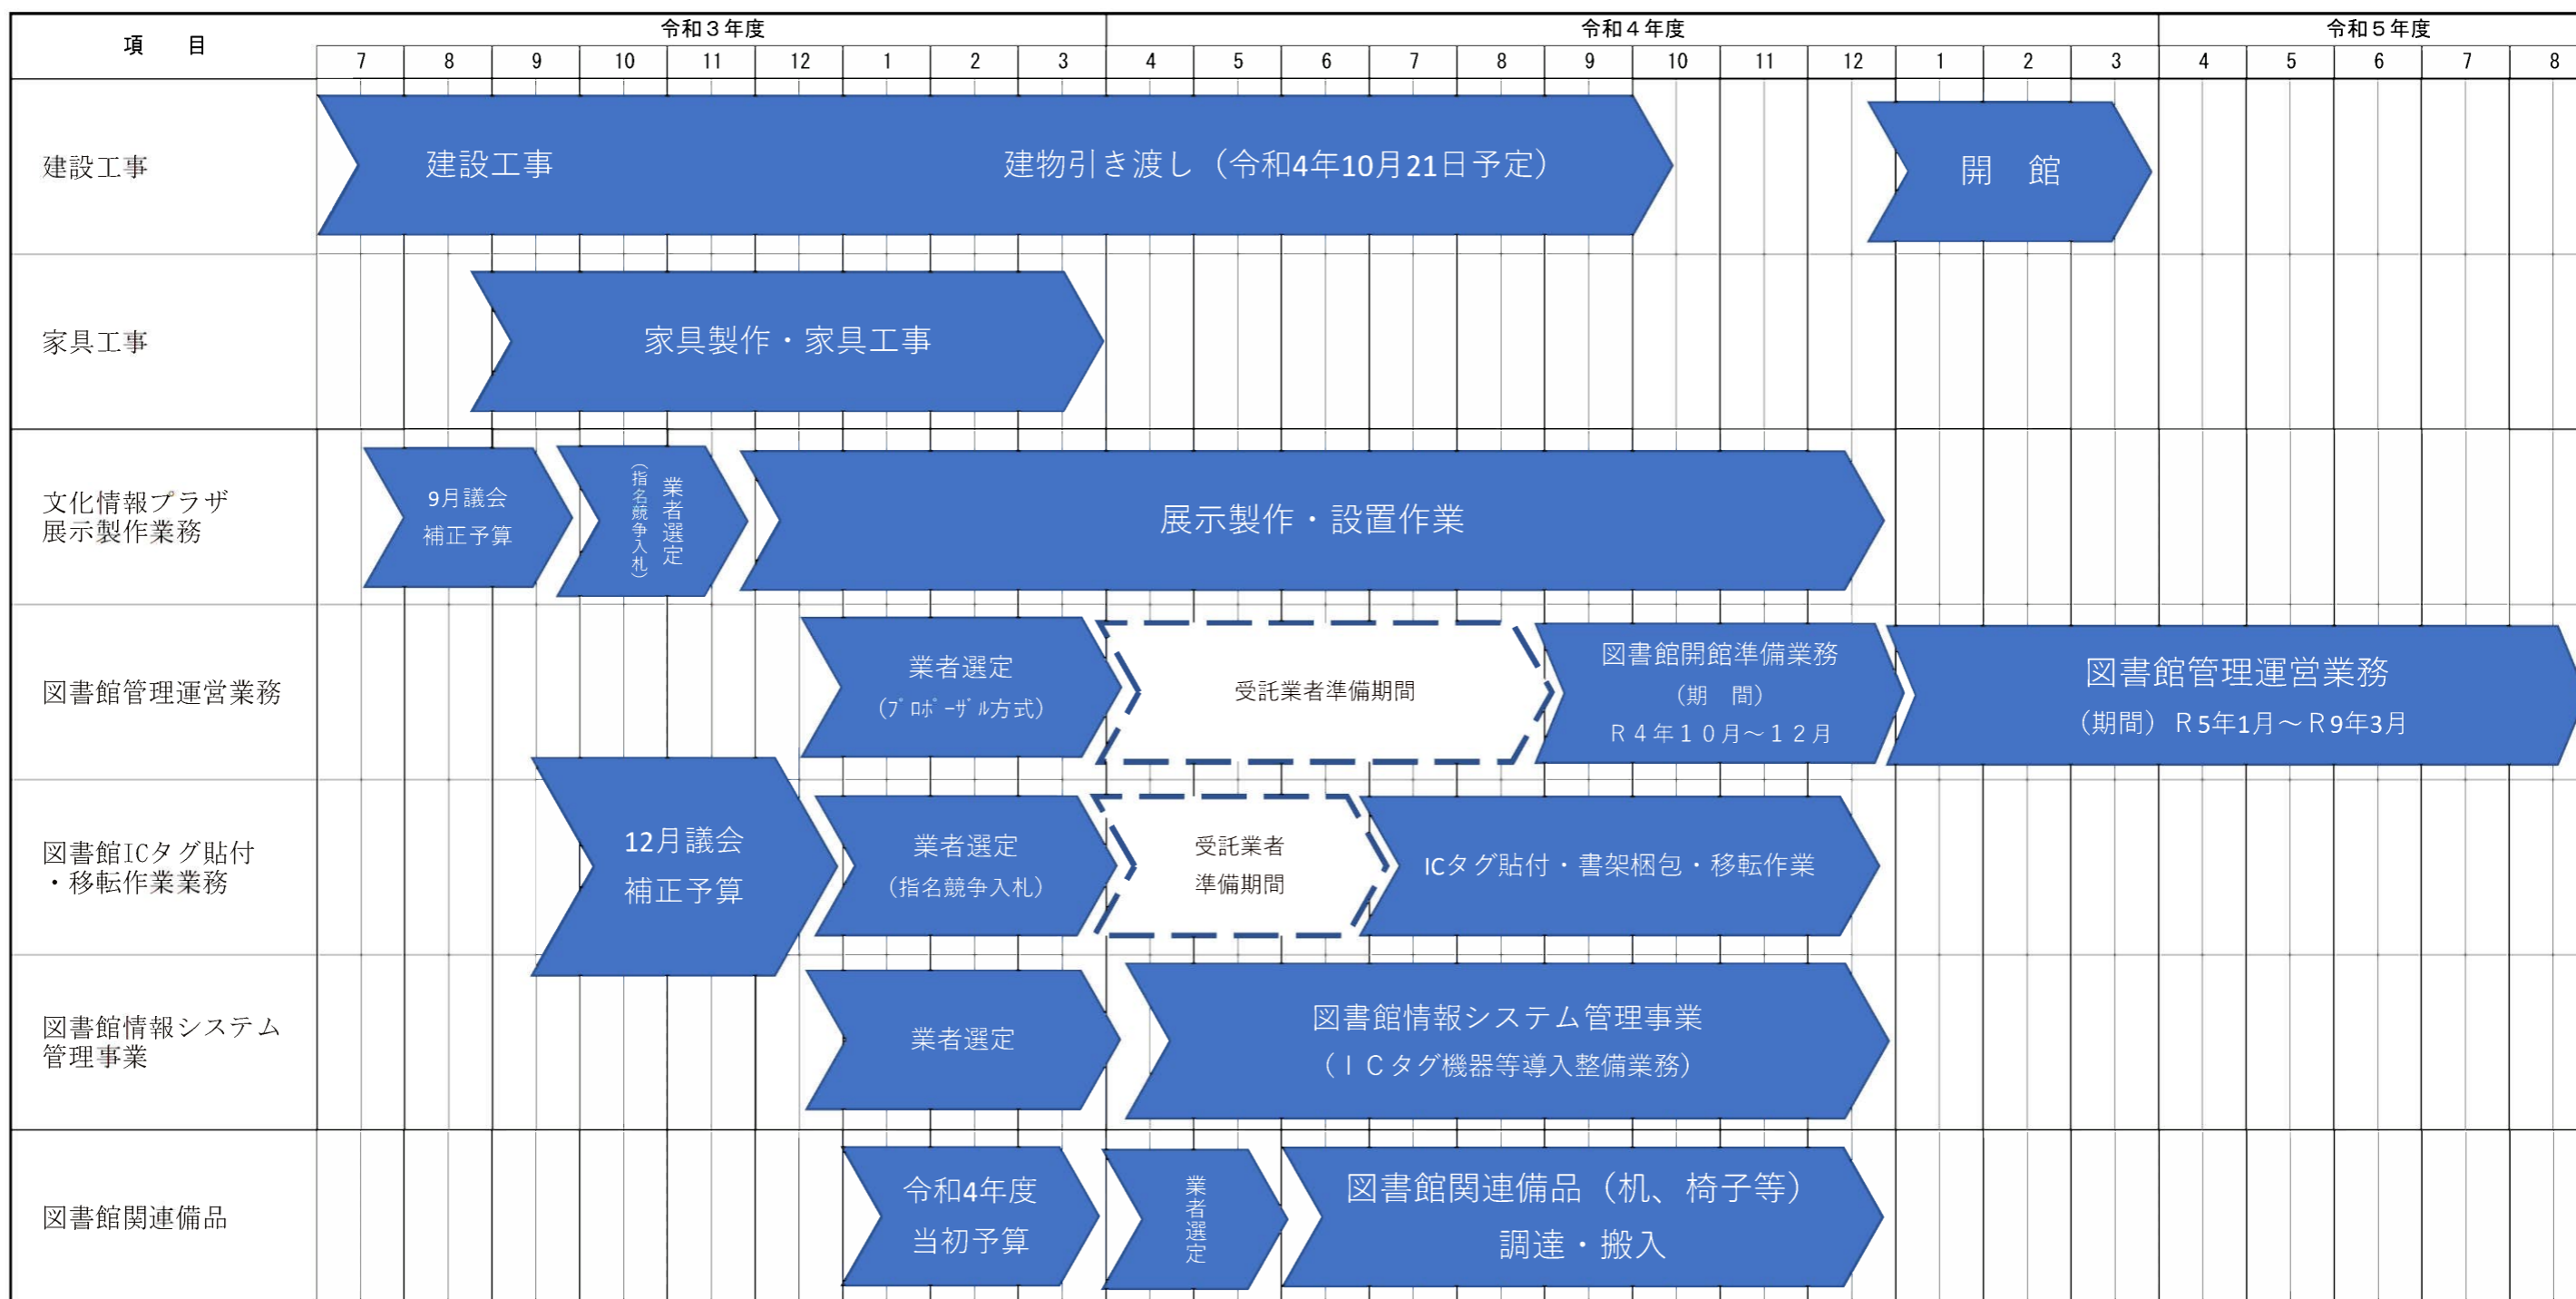 項　目
令和３年度
令和４年度
令和５年度
7 8 9 10 11 12 1 2 3 4 5 6 7 8 9 10 11 12 1 2 3 4 5 6 7 8
建設工事
建設工事
建物引き渡し（令和4年10月21日予定）
開　館
家具工事
家具製作・家具工事
文化情報プラザ
展示製作業務
9月議会
補正予算
業者選定
（指名競争入札）
展示製作・設置作業
図書館管理運営業務
業者選定
（ﾌﾟﾛﾎﾟｰｻﾞﾙ方式）
受託業者準備期間
図書館開館準備業務
（期　間）
Ｒ４年１０月～１２月
図書館管理運営業務
（期間）Ｒ5年1月～Ｒ9年3月
図書館ICタグ貼付
・移転作業業務
12月議会
補正予算
業者選定
（指名競争入札）
受託業者
準備期間
ICタグ貼付・書架梱包・移転作業
図書館情報システム
管理事業
業者選定
図書館情報システム管理事業
（ＩＣタグ機器等導入整備業務）
図書館関連備品
令和4年度
当初予算
業者選定
図書館関連備品（机、椅子等）
調達・搬入